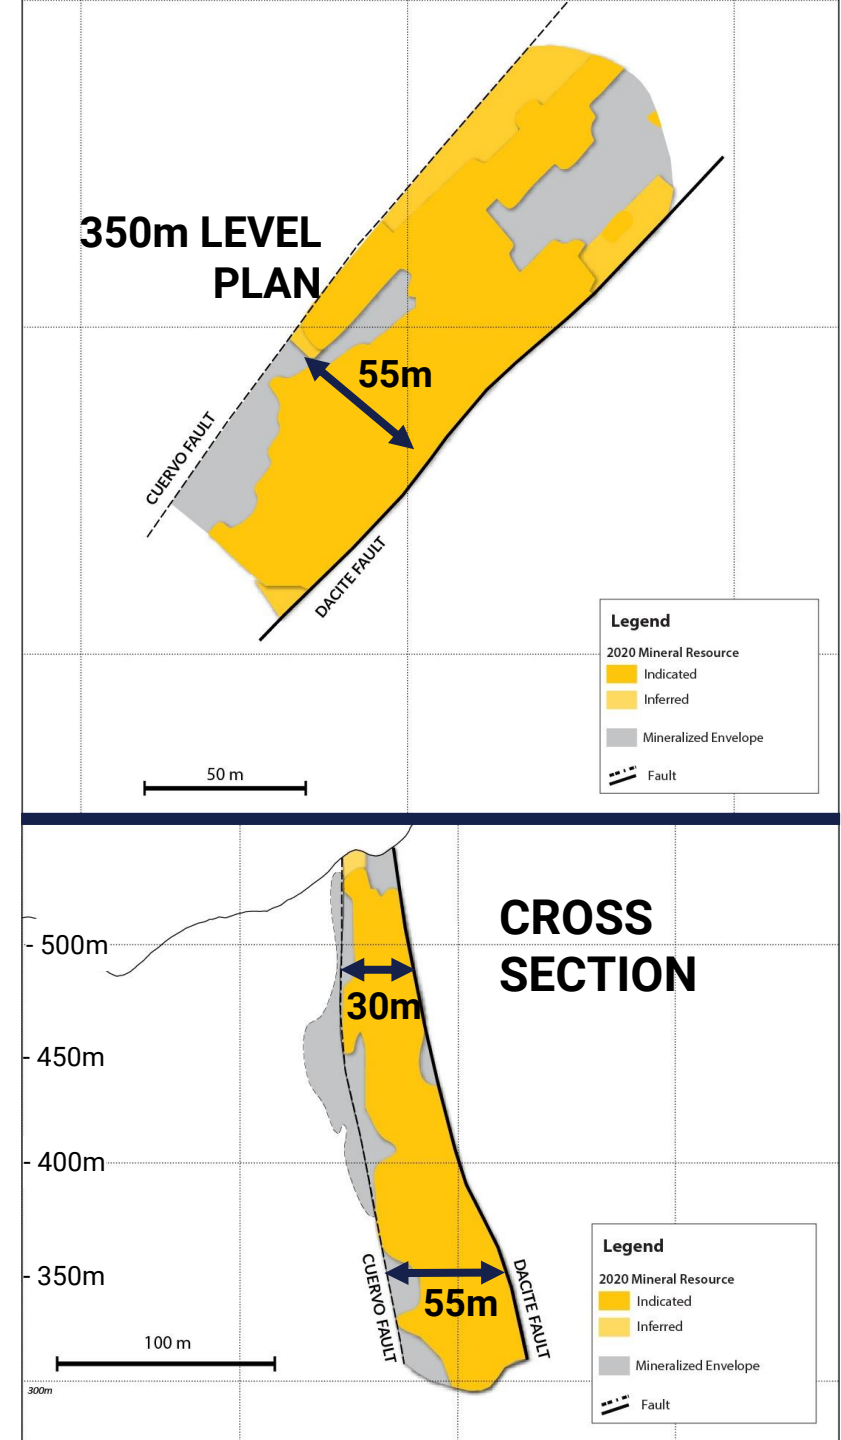 350m LEVEL
PLAN
55m
CUERVO FAULT
DACITE FAULT
Legend
2020 Mineral Resource
Indicated
Inferred
Mineralized Envelope
Fault
50 m
CROSS
SECTION
- 500m
30m
- 450m
- 400m
- 350m
55m
CUERVO FAULT
DACITE FAULT
Legend
2020 Mineral Resource
Indicated
Inferred
Mineralized Envelope
Fault
100 m
300m